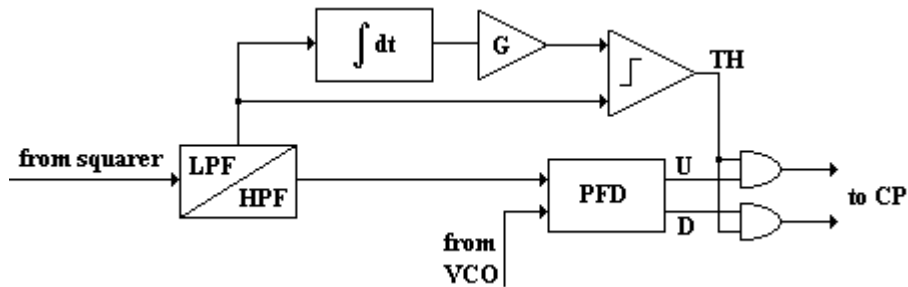 ∫ dt
G
TH
from squarer
LPF
HPF
PFD
U
D
to CP
from
VCO